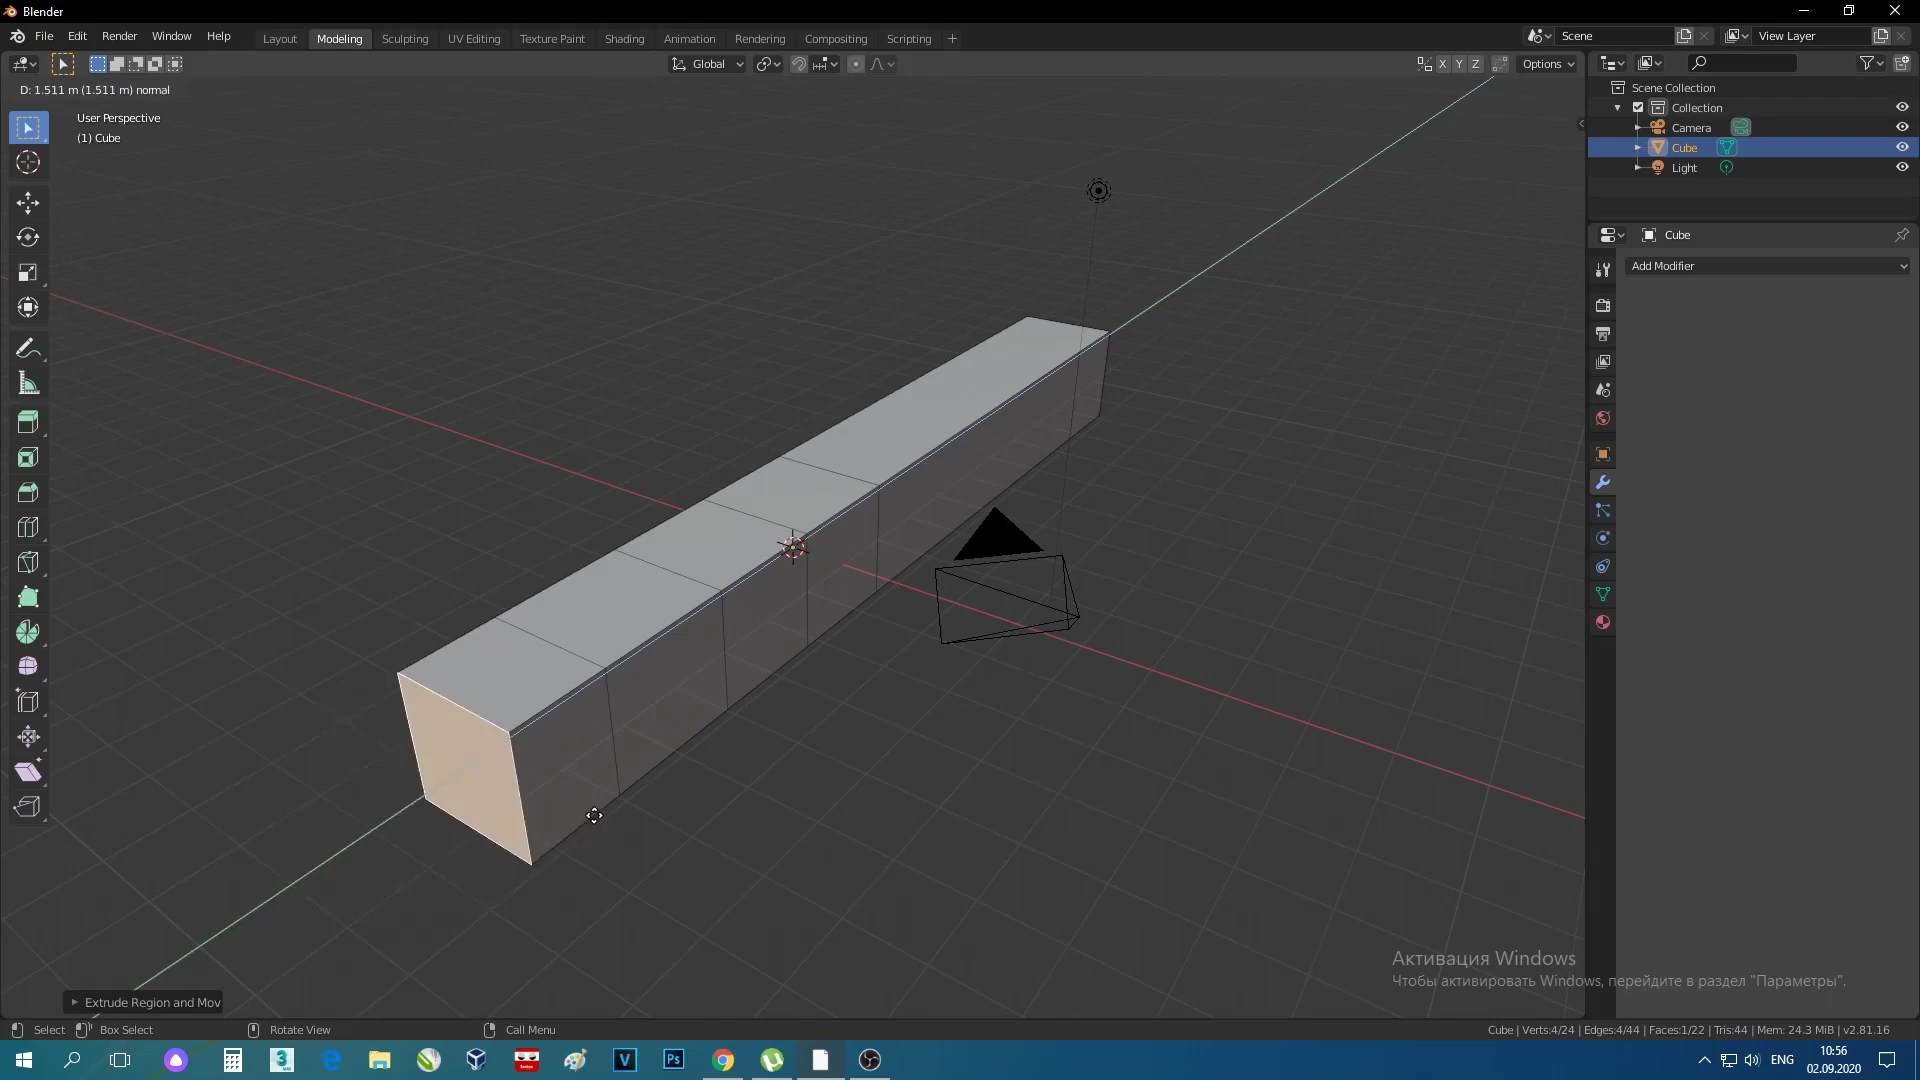 Blender
File Edit Render Window Help
Layout Modeling Sculpting UV Editing Texture Paint Shading Animation Rendering Compositing Scripting +
Scene
View Layer
Global
X Y Z
Options
D: 1.511 m (1.511 m) normal
User Perspective
(1) Cube
Scene Collection
Collection
Camera
Cube
Light
Cube
Add Modifier
Активация Windows
Чтобы активировать Windows, перейдите в раздел "Параметры".
Extrude Region and Mov
Select Box Select Rotate View Call Menu
Cube | Verts:4/24 | Edges:4/44 | Faces:1/22 | Tris:44 | Mem: 24.3 MiB | v2.81.16
3
V
Ps
ENG
10:56
02.09.2020